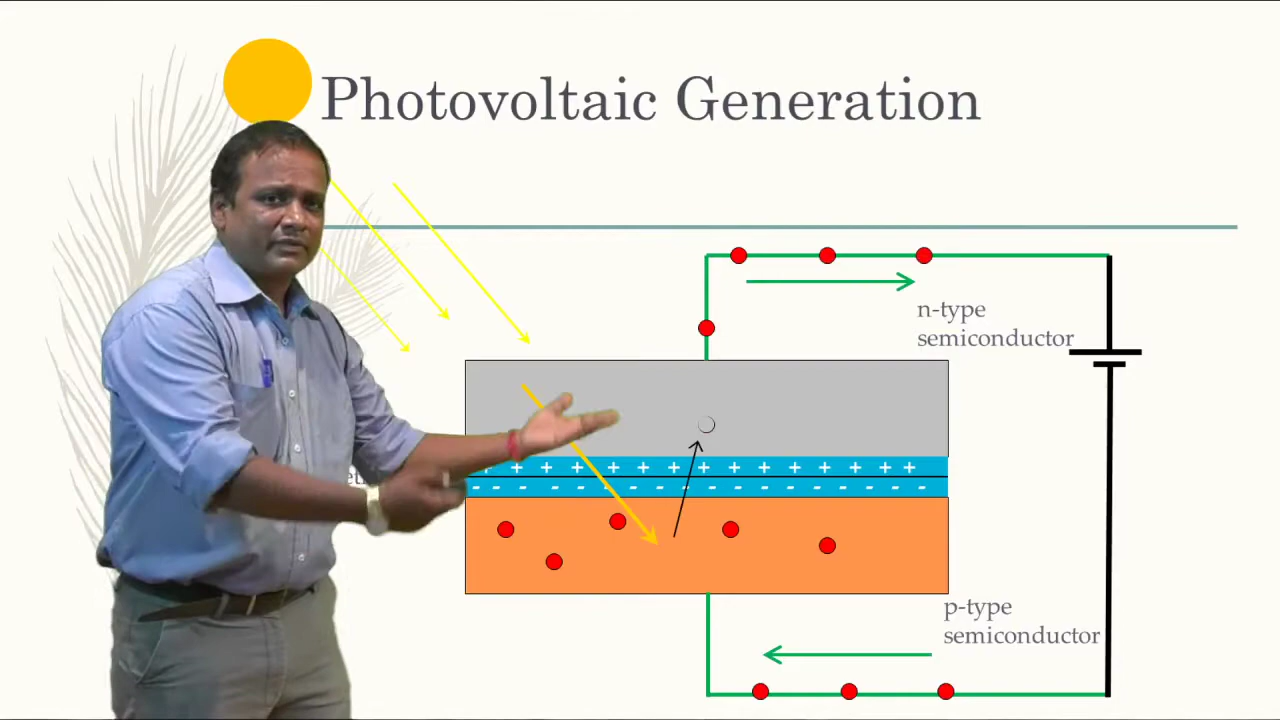 Photovoltaic Generation
n-type
semiconductor
+ + + + + + + + + + + + + +
- - - - - - - - - - - - - - -
p-type
semiconductor